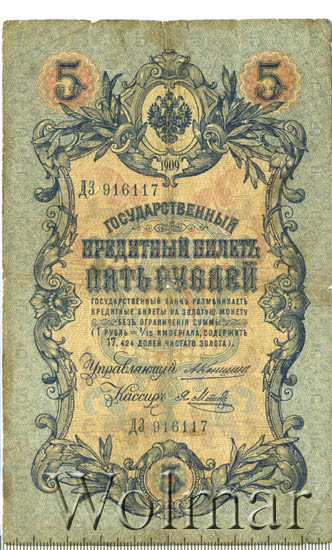 5 5
1909
ДЗ 916117
ГОСУДАРСТВЕННЫЙ
КРЕДИТНЫЙ БИЛЕТЪ
ПЯТЬ РУБЛЕЙ
ГОСУДАРСТВЕННЫЙ БАНКЪ РАЗМѢНИВАЕТЪ
КРЕДИТНЫЕ БИЛЕТЫ НА ЗОЛОТУЮ МОНЕТУ
БЕЗЪ ОГРАНИЧЕНІЯ СУММЫ
(1 РУБЛЬ = 1/15 ИМПЕРІАЛА, СОДЕРЖИТЪ
17,424 ДОЛЕЙ ЧИСТАГО ЗОЛОТА).
Управляющій
Кассиръ
ДЗ 916117
5
Wolmar